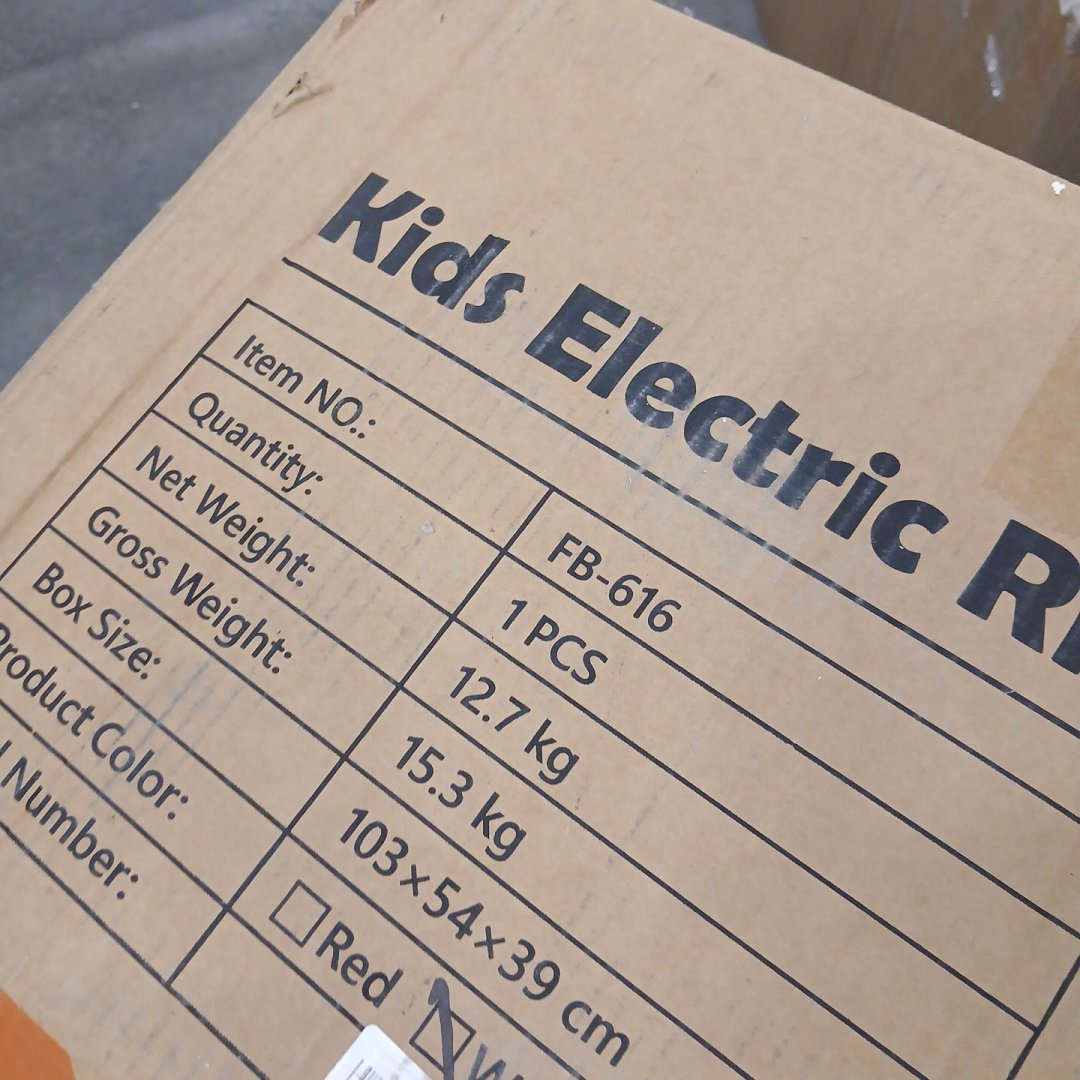 Kids Electric
Item NO.: FB-616
Quantity: 1 PCS
Net Weight: 12.7 kg
Gross Weight: 15.3 kg
Box Size: 103×54×39 cm
Product Color: Red
Number: